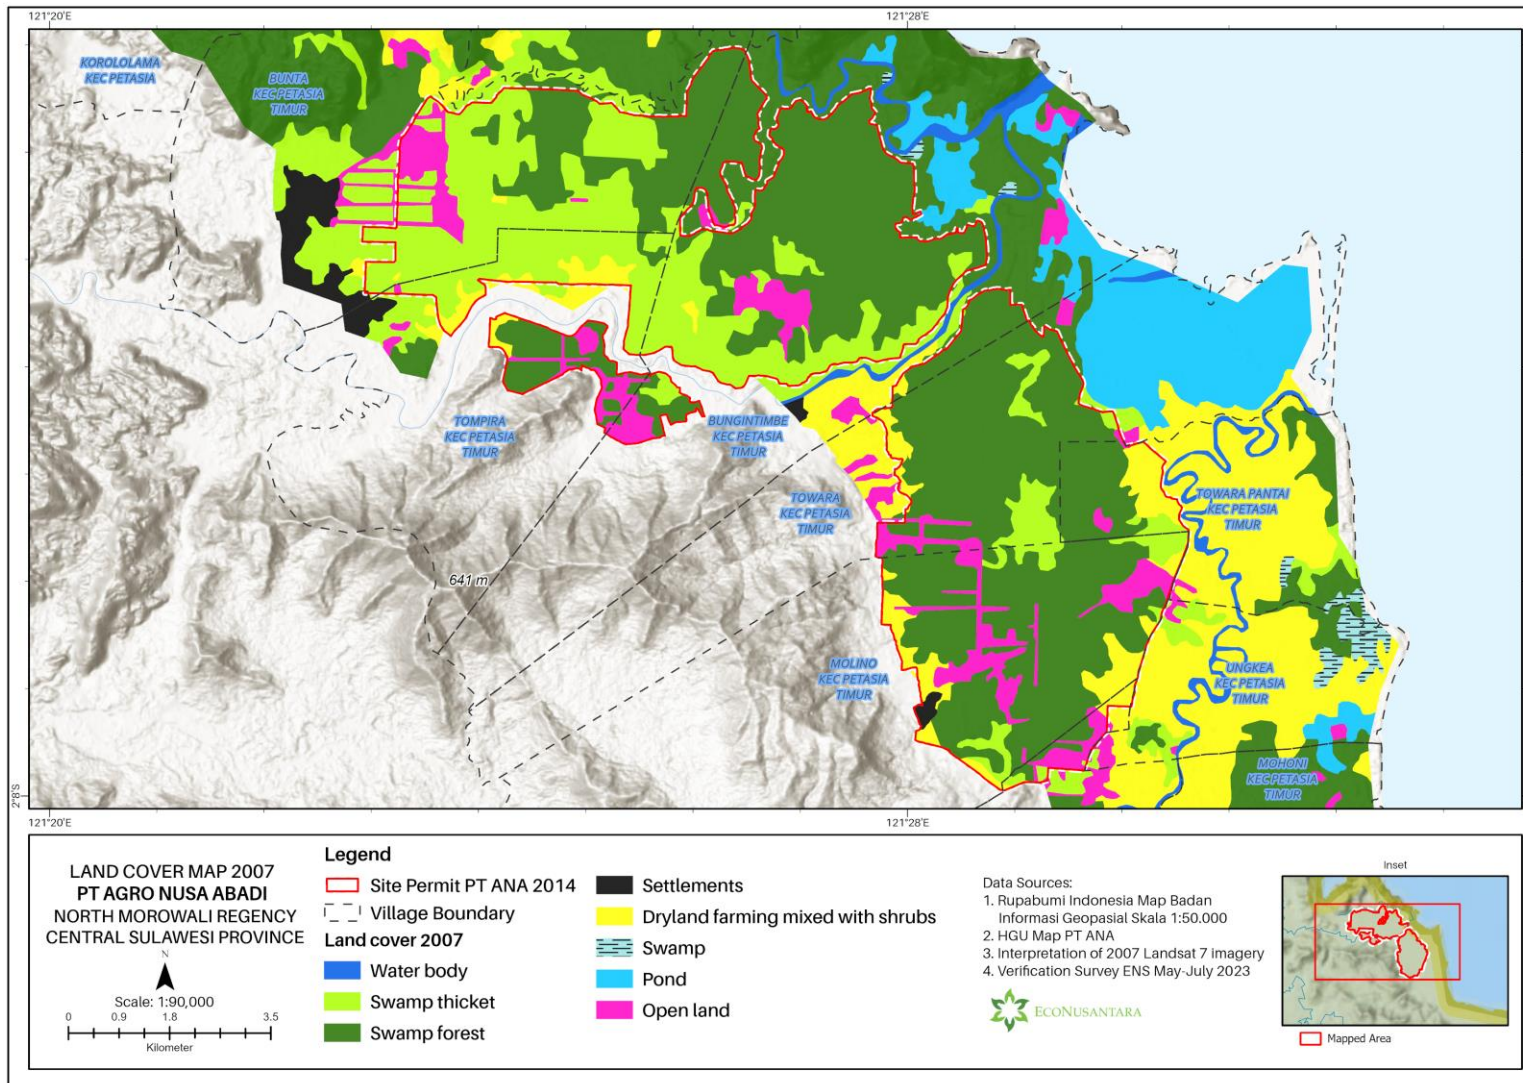 121°20'E
121°28'E
KOROLOLAMA
KEC PETASIA
BUNTA
KEC PETASIA
TIMUR
TOMPIRA
KEC PETASIA
TIMUR
BUNGINTIMBE
KEC PETASIA
TIMUR
TOWARA
KEC PETASIA
TIMUR
TOWARA PANTAI
KEC PETASIA
TIMUR
641 m
MOLINO
KEC PETASIA
TIMUR
UNGKEA
KEC PETASIA
TIMUR
MOHONI
KEC PETASIA
TIMUR
2°8'S
121°20'E
121°28'E
LAND COVER MAP 2007
PT AGRO NUSA ABADI
NORTH MOROWALI REGENCY
CENTRAL SULAWESI PROVINCE
N
Scale: 1:90,000
0 0.9 1.8 3.5
Kilometer
Legend
Site Permit PT ANA 2014
Village Boundary
Land cover 2007
Water body
Swamp thicket
Swamp forest
Settlements
Dryland farming mixed with shrubs
Swamp
Pond
Open land
Data Sources:
1. Rupabumi Indonesia Map Badan
Informasi Geopasial Skala 1:50.000
2. HGU Map PT ANA
3. Interpretation of 2007 Landsat 7 imagery
4. Verification Survey ENS May-July 2023
ECONUSANTARA
Inset
Mapped Area